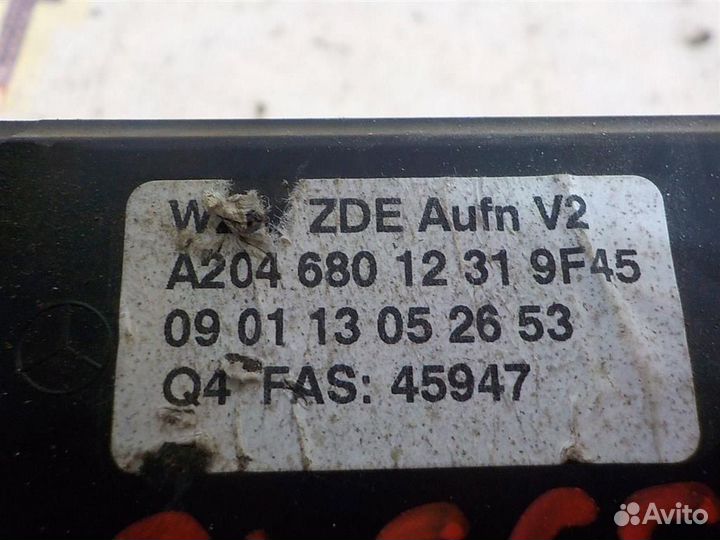 ZDE Aufn V2
A204 680 12 31 9F45
09 01 13 05 26 53
Q4 FAS: 45947
Avito